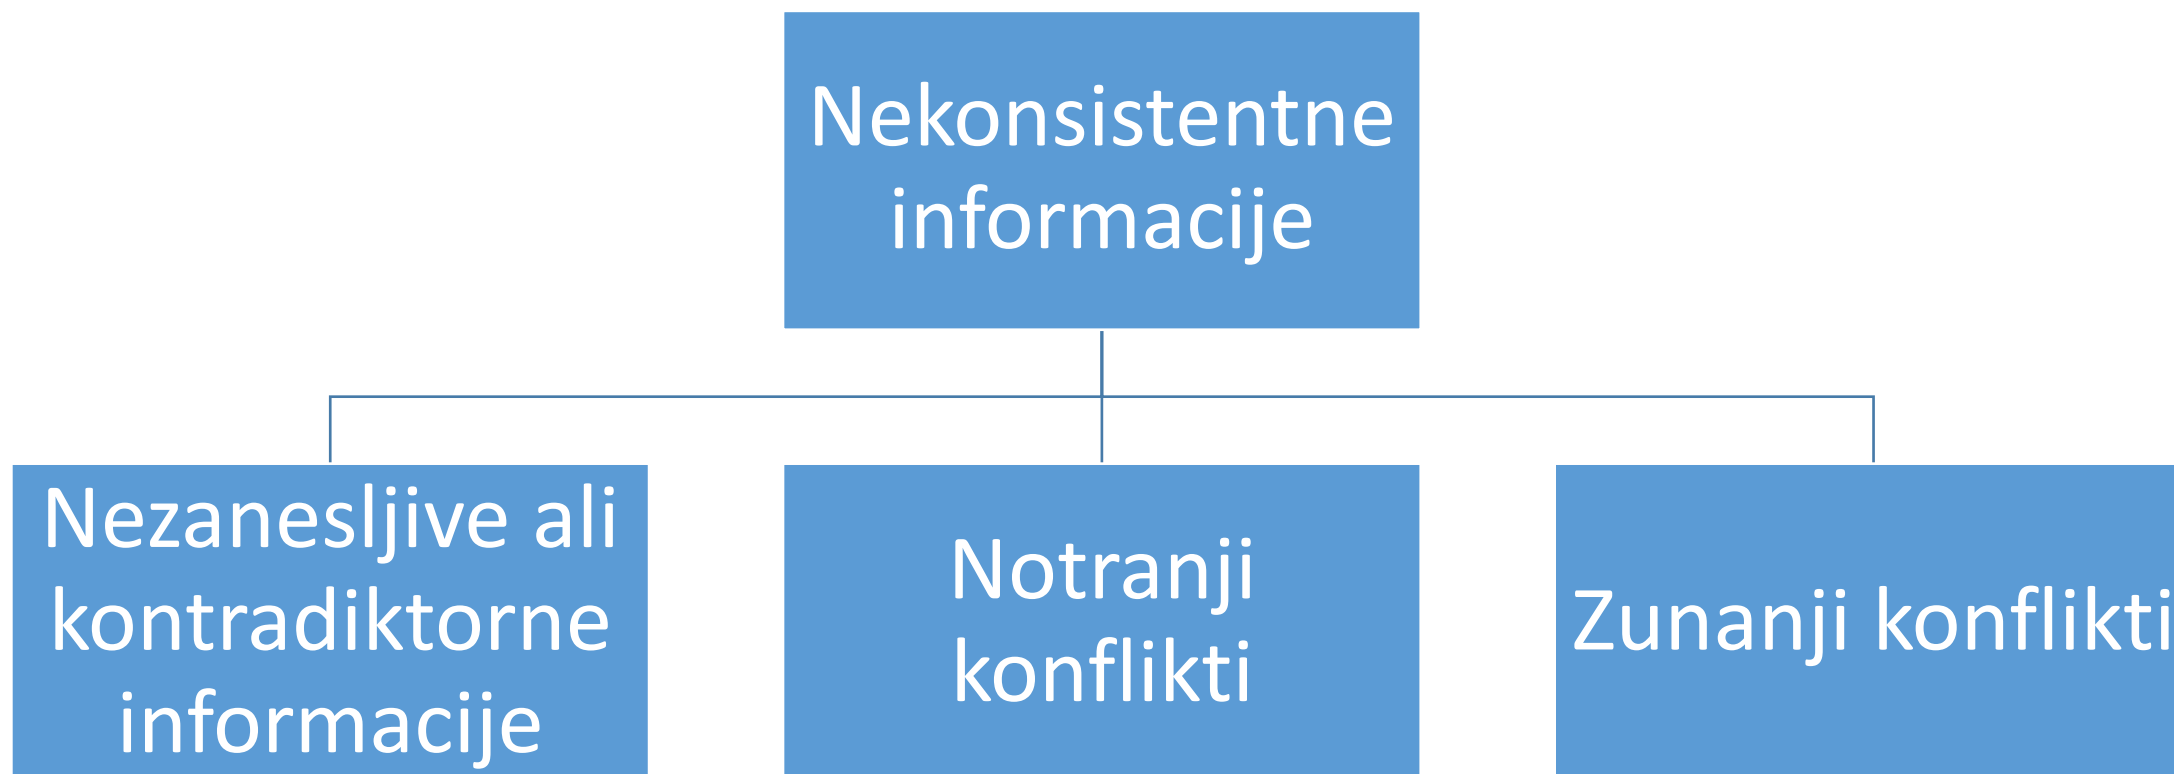 Nekonsistentne
informacije
Nezanesljive ali
kontradiktorne
informacije
Notranji
konflikti
Zunanji konflikti